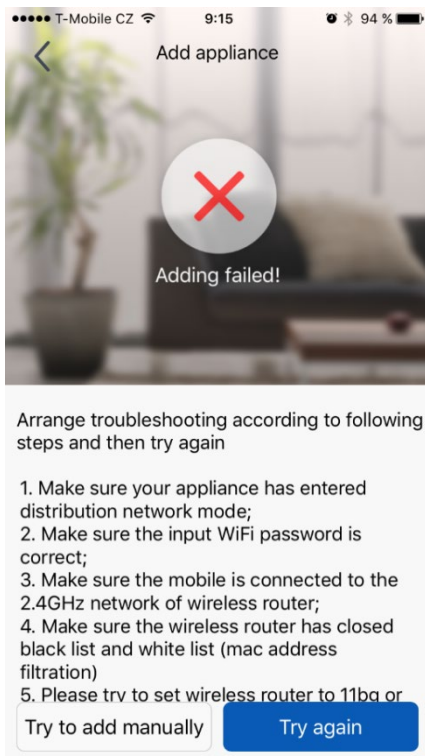 T-Mobile CZ 9:15 94 %
Add appliance
Adding failed!
Arrange troubleshooting according to following
steps and then try again
1. Make sure your appliance has entered
distribution network mode;
2. Make sure the input WiFi password is
correct;
3. Make sure the mobile is connected to the
2.4GHz network of wireless router;
4. Make sure the wireless router has closed
black list and white list (mac address
filtration)
5. Please try to set wireless router to 11bg or
Try to add manually Try again